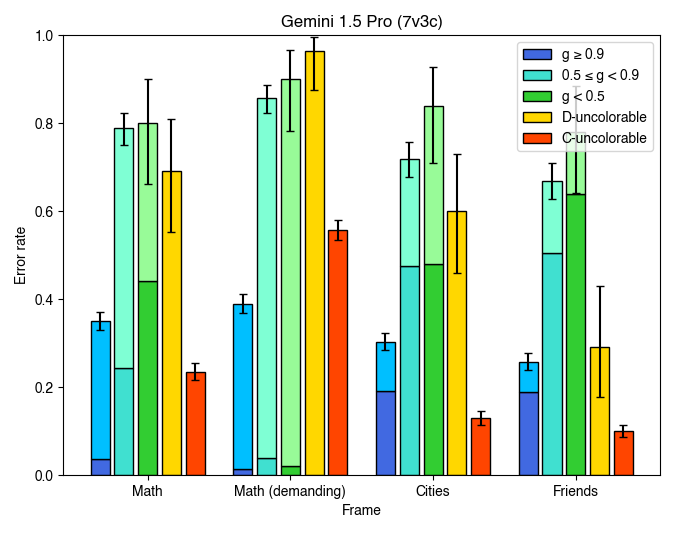 Gemini 1.5 Pro (7v3c)
1.0
0.8
0.6
0.4
0.2
0.0
Error rate
g ≥ 0.9
0.5 ≤ g < 0.9
g < 0.5
D-uncolorable
C-uncolorable
Math
Math (demanding)
Cities
Friends
Frame